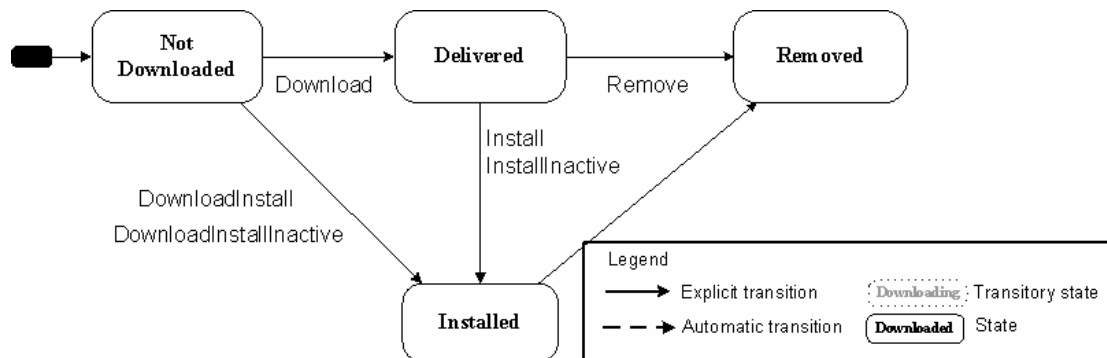 Not
Downloaded
Delivered
Removed
Download
Remove
Install
InstallInactive
DownloadInstall
DownloadInstallInactive
Installed
Legend
Explicit transition
Downloading
Transitory state
Automatic transition
Downloaded
State